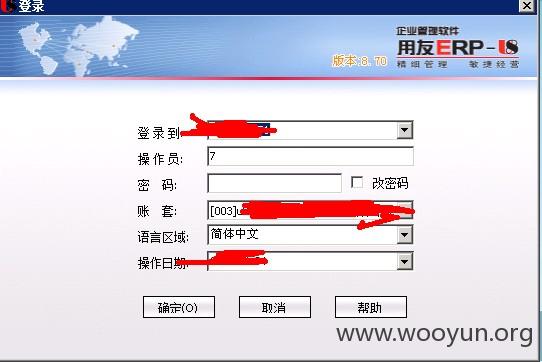 登录
企业管理软件
用友ERP-U8
版本:8.70
精细管理 敏捷经营
登录到
操作员: 7
密 码: 改密码
账 套: [003]
语言区域: 简体中文
操作日期:
确定(O) 取消 帮助
www.wooyun.org